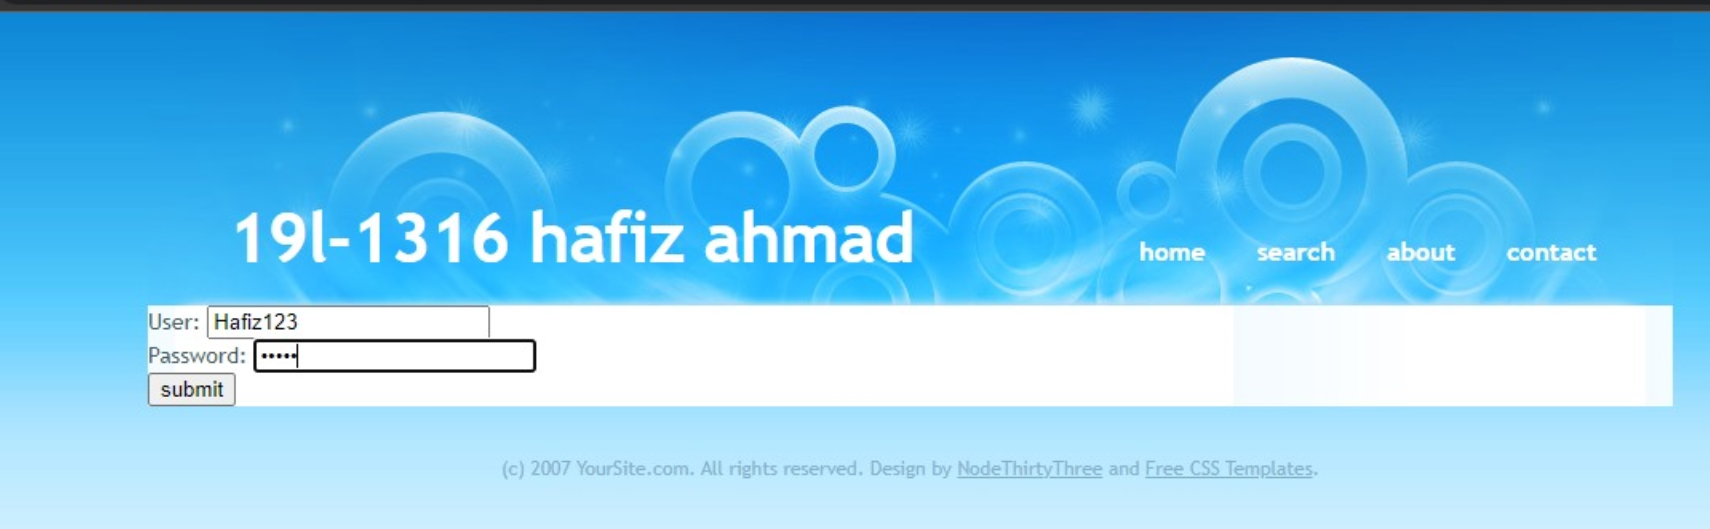 19l-1316 hafiz ahmad
home search about contact
User: Hafiz123
Password: •••••
submit
(c) 2007 YourSite.com. All rights reserved. Design by NodeThirtyThree and Free CSS Templates.